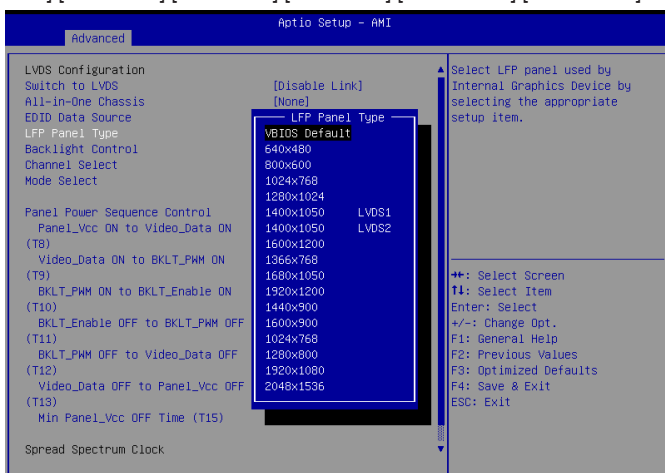 Aptio Setup - AMI
Advanced
LVDS Configuration
Switch to LVDS [Disable Link]
All-in-One Chassis [None]
EDID Data Source
LFP Panel Type
Backlight Control
Channel Select
Mode Select
Panel Power Sequence Control
Panel_Vcc ON to Video_Data ON
(T8)
Video_Data ON to BKLT_PWM ON
(T9)
BKLT_PWM ON to BKLT_Enable ON
(T10)
BKLT_Enable OFF to BKLT_PWM OFF
(T11)
BKLT_PWM OFF to Video_Data OFF
(T12)
Video_Data OFF to Panel_Vcc OFF
(T13)
Min Panel_Vcc OFF Time (T15)
Spread Spectrum Clock
LFP Panel Type
VBIOS Default
640x480
800x600
1024x768
1280x1024
1400x1050 LVDS1
1400x1050 LVDS2
1600x1200
1366x768
1680x1050
1920x1200
1440x900
1600x900
1024x768
1280x800
1920x1080
2048x1536
Select LFP panel used by
Internal Graphics Device by
selecting the appropriate
setup item.
→←: Select Screen
↑↓: Select Item
Enter: Select
+/-: Change Opt.
F1: General Help
F2: Previous Values
F3: Optimized Defaults
F4: Save & Exit
ESC: Exit